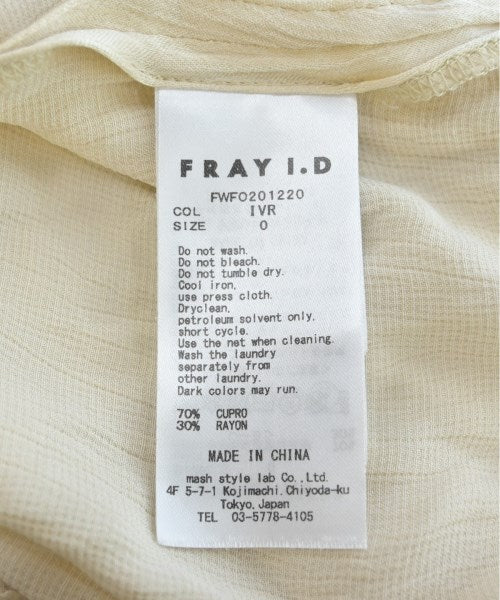 FRAY I.D
FWFO201220
COL IVR
SIZE 0
Do not wash.
Do not bleach.
Do not tumble dry.
Cool iron,
use press cloth.
Dryclean,
petroleum solvent only,
short cycle.
Use the net when cleaning.
Wash the laundry
separately from
other laundry.
Dark colors may run.
70% CUPRO
30% RAYON
MADE IN CHINA
mash style lab Co., Ltd.
4F 5-7-1 Kojimachi, Chiyoda-ku
Tokyo, Japan
TEL 03-5778-4105